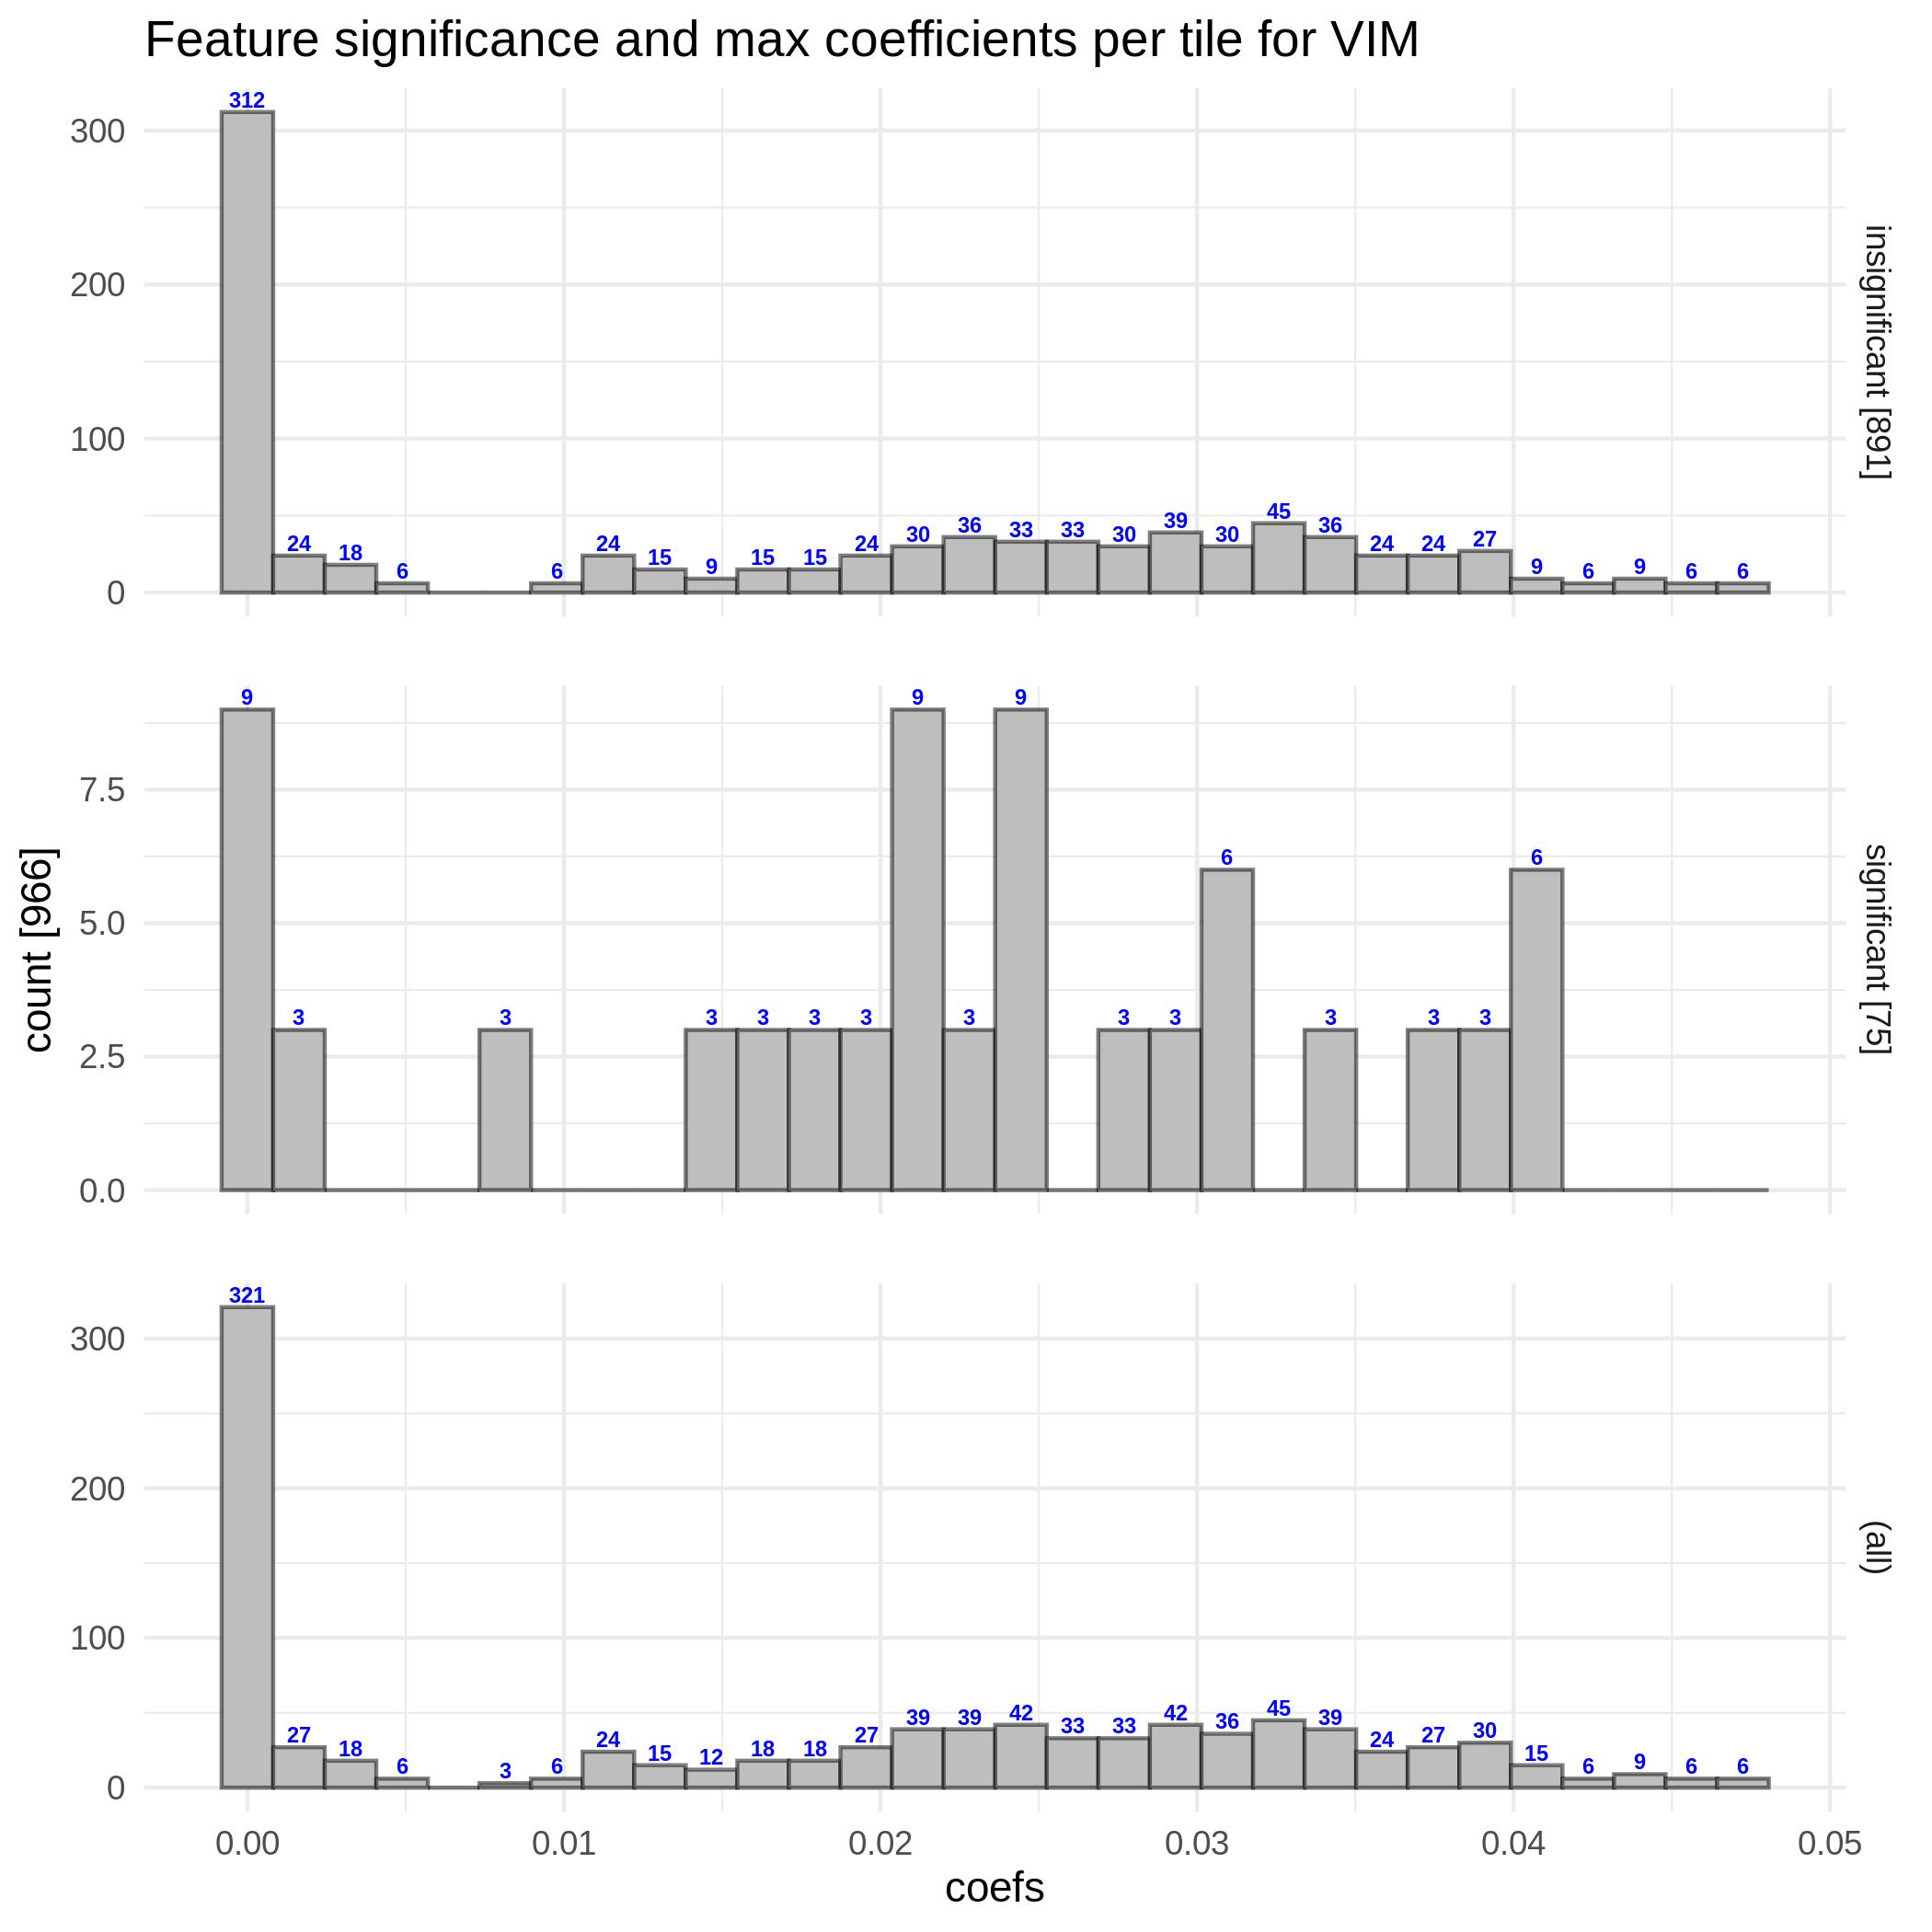 Feature significance and max coefficients per tile for VIM
312
300
200
100
0
24 18 6 6 24 15 9 15 15 24 30 36 33 33 30 39 30 45 36 24 24 27 9 6 9 6 6
insignificant [891]
9 9 9
7.5
5.0
2.5
0.0
6 6
3 3 3 3 3 3 3 3 3 3 3 3
significant [75]
count [966]
321
300
200
100
0
27 18 6 3 6 24 15 12 18 18 27 39 39 42 33 33 42 36 45 39 24 27 30 15 6 9 6 6
(all)
0.00 0.01 0.02 0.03 0.04 0.05
coefs